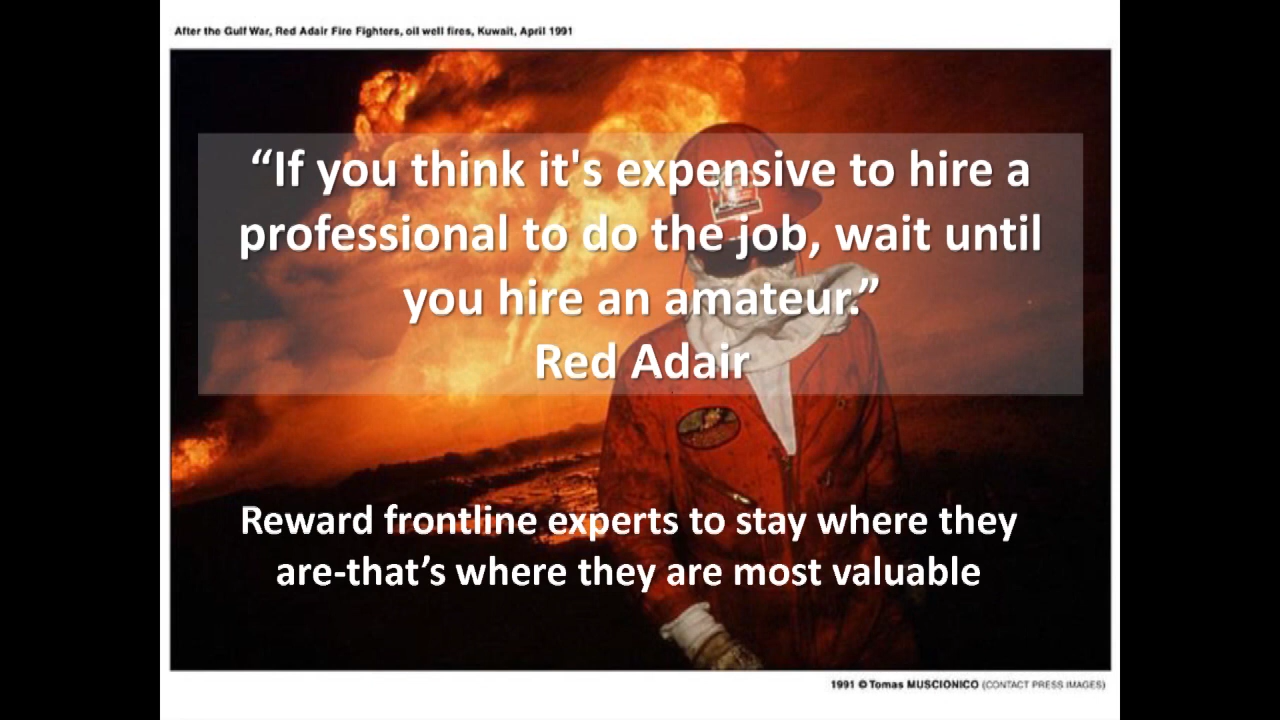 After the Gulf War, Red Adair Fire Fighters, oil well fires, Kuwait, April 1991
“If you think it's expensive to hire a
professional to do the job, wait until
you hire an amateur.”
Red Adair
Reward frontline experts to stay where they
are-that’s where they are most valuable
1991 © Tomas MUSCIONICO (CONTACT PRESS IMAGES)